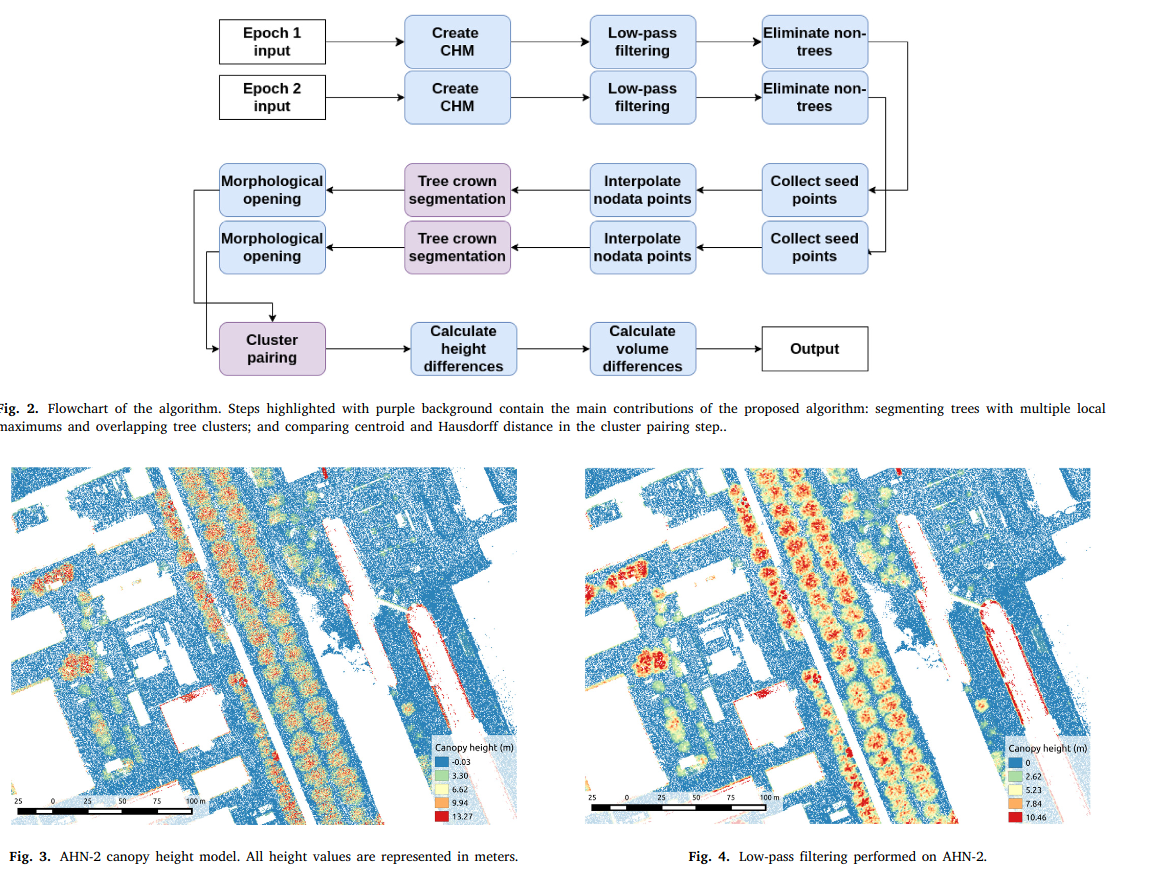 Epoch 1
input
Create
CHM
Low-pass
filtering
Eliminate non-
trees
Epoch 2
input
Create
CHM
Low-pass
filtering
Eliminate non-
trees
Morphological
opening
Tree crown
segmentation
Interpolate
nodata points
Collect seed
points
Morphological
opening
Tree crown
segmentation
Interpolate
nodata points
Collect seed
points
Cluster
pairing
Calculate
height
differences
Calculate
volume
differences
Output
Fig. 2. Flowchart of the algorithm. Steps highlighted with purple background contain the main contributions of the proposed algorithm: segmenting trees with multiple local
maximums and overlapping tree clusters; and comparing centroid and Hausdorff distance in the cluster pairing step..
Canopy height (m)
-0.03
3.30
6.62
9.94
13.27
25 0 25 50 75 100 m
Canopy height (m)
0
2.62
5.23
7.84
10.46
25 0 25 50 75 100 m
Fig. 3. AHN-2 canopy height model. All height values are represented in meters.
Fig. 4. Low-pass filtering performed on AHN-2.